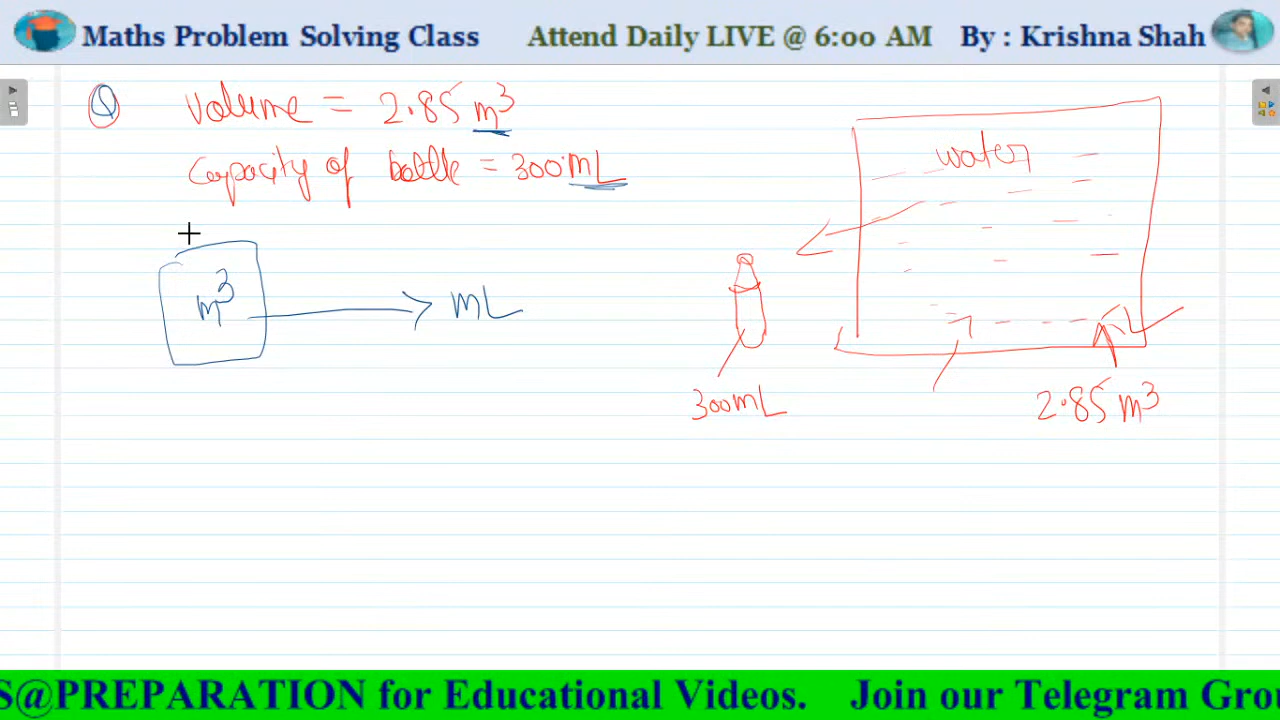 Maths Problem Solving Class Attend Daily LIVE @ 6:00 AM By : Krishna Shah
Q volume = 2.85 m³
Capacity of bottle = 300 mL
water
m³ → mL
300mL
2.85 m³
S@PREPARATION for Educational Videos. Join our Telegram Gro